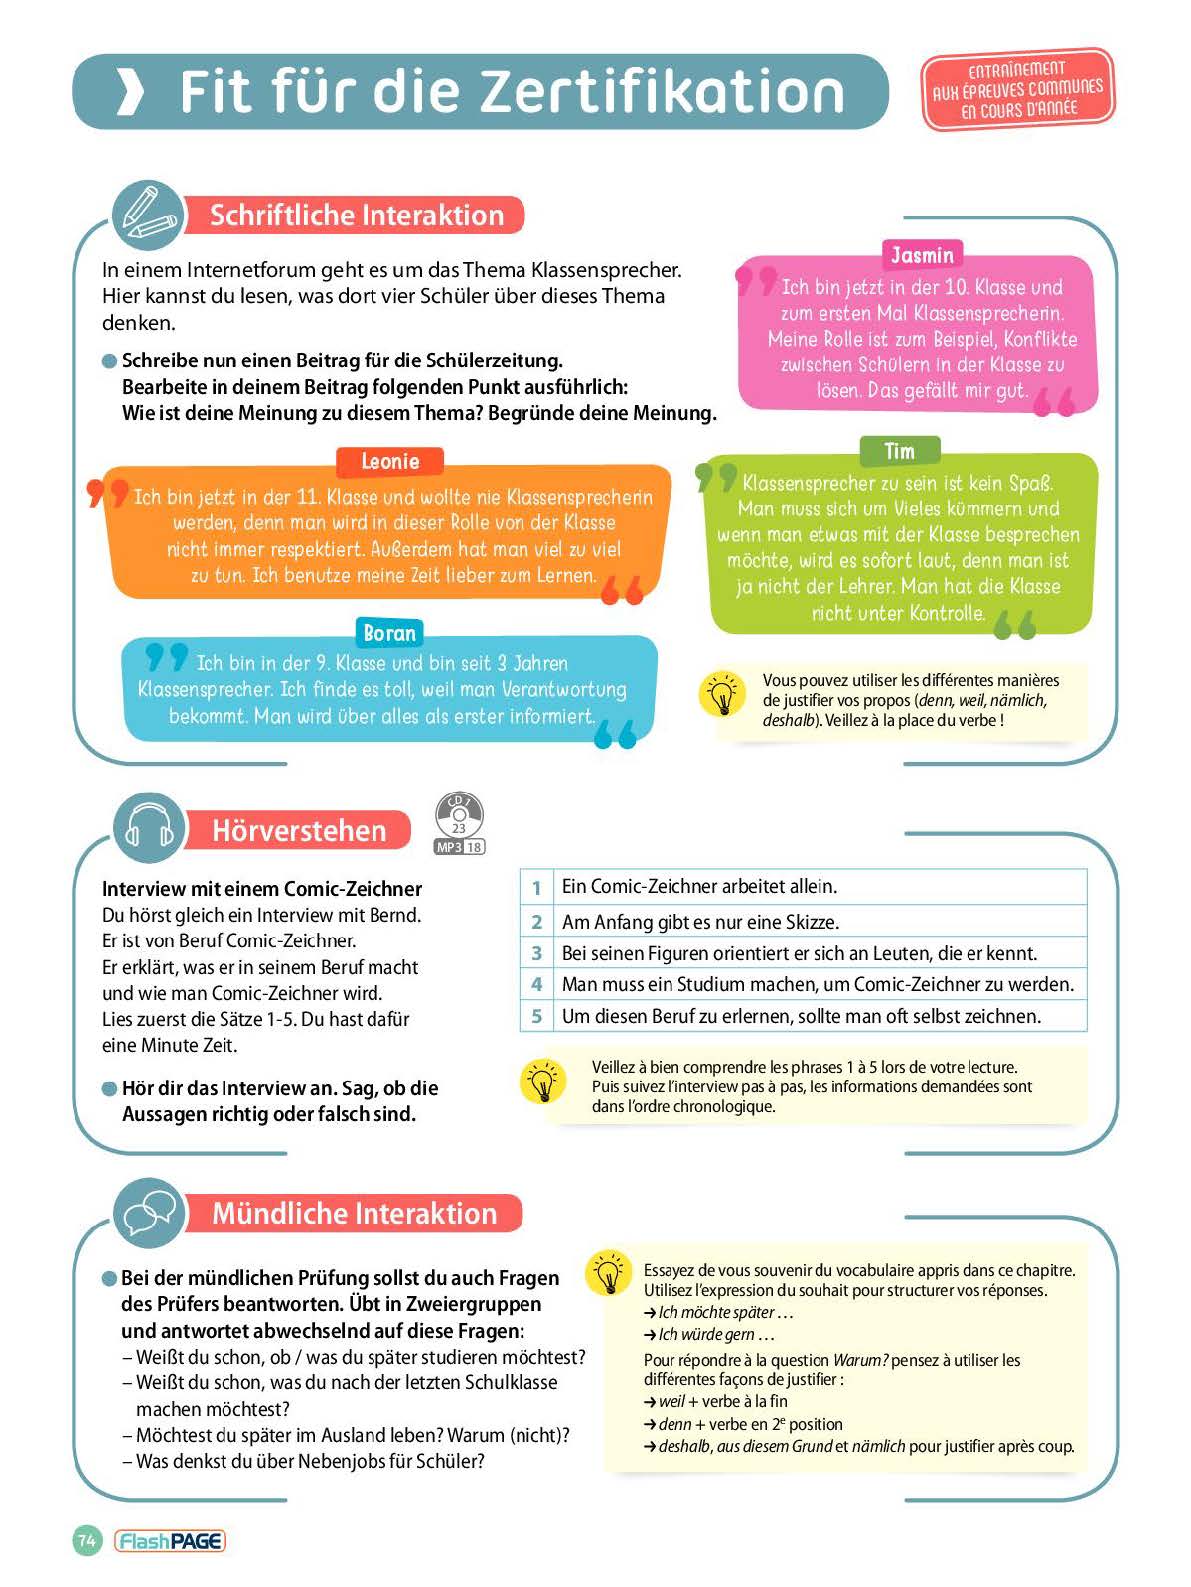 Fit für die Zertifikation
ENTRAÎNEMENT
AUX ÉPREUVES COMMUNES
EN COURS D'ANNÉE
Schriftliche Interaktion
In einem Internetforum geht es um das Thema Klassensprecher.
Hier kannst du lesen, was dort vier Schüler über dieses Thema
denken.
Schreibe nun einen Beitrag für die Schülerzeitung.
Bearbeite in deinem Beitrag folgenden Punkt ausführlich:
Wie ist deine Meinung zu diesem Thema? Begründe deine Meinung.
Jasmin
Ich bin jetzt in der 10. Klasse und
zum ersten Mal Klassensprecherin.
Meine Rolle ist zum Beispiel, Konflikte
zwischen Schülern in der Klasse zu
lösen. Das gefällt mir gut.
Leonie
Ich bin jetzt in der 11. Klasse und wollte nie Klassensprecherin
werden, denn man wird in dieser Rolle von der Klasse
nicht immer respektiert. Außerdem hat man viel zu viel
zu tun. Ich benutze meine Zeit lieber zum Lernen.
Tim
Klassensprecher zu sein ist kein Spaß.
Man muss sich um Vieles kümmern und
wenn man etwas mit der Klasse besprechen
möchte, wird es sofort laut, denn man ist
ja nicht der Lehrer. Man hat die Klasse
nicht unter Kontrolle.
Boran
Ich bin in der 9. Klasse und bin seit 3 Jahren
Klassensprecher. Ich finde es toll, weil man Verantwortung
bekommt. Man wird über alles als erster informiert.
Vous pouvez utiliser les différentes manières
de justifier vos propos (denn, weil, nämlich,
deshalb). Veillez à la place du verbe !
Hörverstehen
CD 1
23
MP3 18
Interview mit einem Comic-Zeichner
Du hörst gleich ein Interview mit Bernd.
Er ist von Beruf Comic-Zeichner.
Er erklärt, was er in seinem Beruf macht
und wie man Comic-Zeichner wird.
Lies zuerst die Sätze 1-5. Du hast dafür
eine Minute Zeit.
Hör dir das Interview an. Sag, ob die
Aussagen richtig oder falsch sind.
1 Ein Comic-Zeichner arbeitet allein.
2 Am Anfang gibt es nur eine Skizze.
3 Bei seinen Figuren orientiert er sich an Leuten, die er kennt.
4 Man muss ein Studium machen, um Comic-Zeichner zu werden.
5 Um diesen Beruf zu erlernen, sollte man oft selbst zeichnen.
Veillez à bien comprendre les phrases 1 à 5 lors de votre lecture.
Puis suivez l'interview pas à pas, les informations demandées sont
dans l'ordre chronologique.
Mündliche Interaktion
Bei der mündlichen Prüfung sollst du auch Fragen
des Prüfers beantworten. Übt in Zweiergruppen
und antwortet abwechselnd auf diese Fragen:
– Weißt du schon, ob / was du später studieren möchtest?
– Weißt du schon, was du nach der letzten Schulklasse
machen möchtest?
– Möchtest du später im Ausland leben? Warum (nicht)?
– Was denkst du über Nebenjobs für Schüler?
Essayez de vous souvenir du vocabulaire appris dans ce chapitre.
Utilisez l'expression du souhait pour structurer vos réponses.
→ Ich möchte später …
→ Ich würde gern …
Pour répondre à la question Warum? pensez à utiliser les
différentes façons de justifier :
→ weil + verbe à la fin
→ denn + verbe en 2e position
→ deshalb, aus diesem Grund et nämlich pour justifier après coup.
74 FlashPAGE